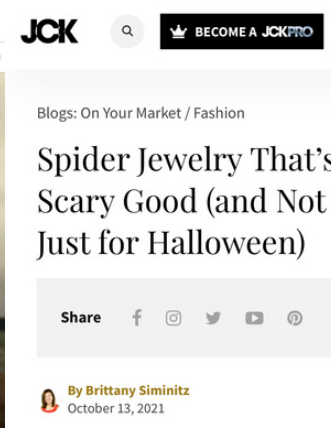 JCK
BECOME A JCKPRO
Blogs: On Your Market / Fashion
Spider Jewelry That's
Scary Good (and Not
Just for Halloween)
Share
By Brittany Siminitz
October 13, 2021